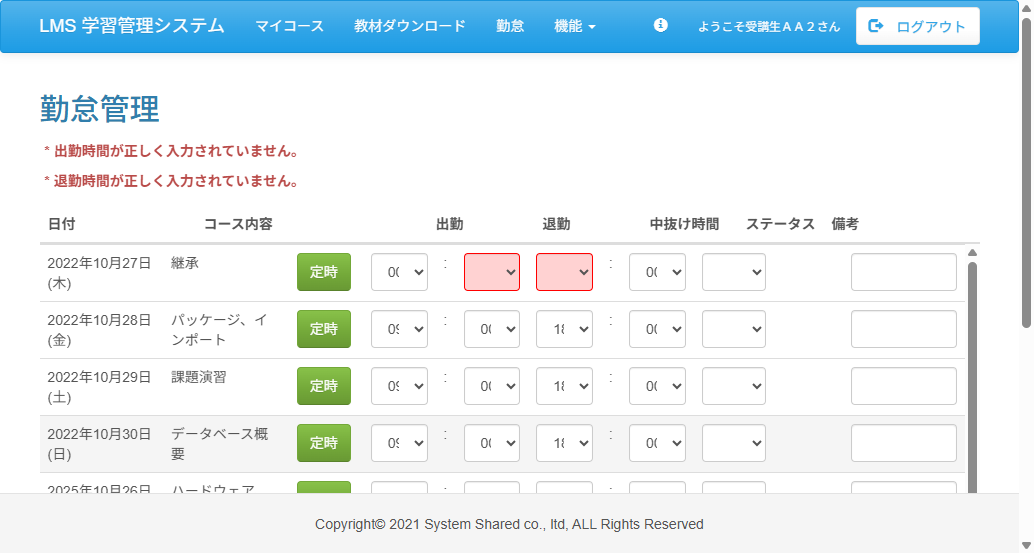 LMS 学習管理システム マイコース 教材ダウンロード 勤怠 機能 ようこそ受講生ＡＡ２さん ログアウト
勤怠管理
* 出勤時間が正しく入力されていません。
* 退勤時間が正しく入力されていません。
日付 コース内容 出勤 退勤 中抜け時間 ステータス 備考
2022年10月27日 継承 定時 00 : : 00
(木)
2022年10月28日 パッケージ、イ 定時 09 : 00 18 : 00
(金) ンポート
2022年10月29日 課題演習 定時 09 : 00 18 : 00
(土)
2022年10月30日 データベース概 定時 09 : 00 18 : 00
(日) 要
2025年10月26日 ハードウェア
Copyright© 2021 System Shared co., ltd, ALL Rights Reserved